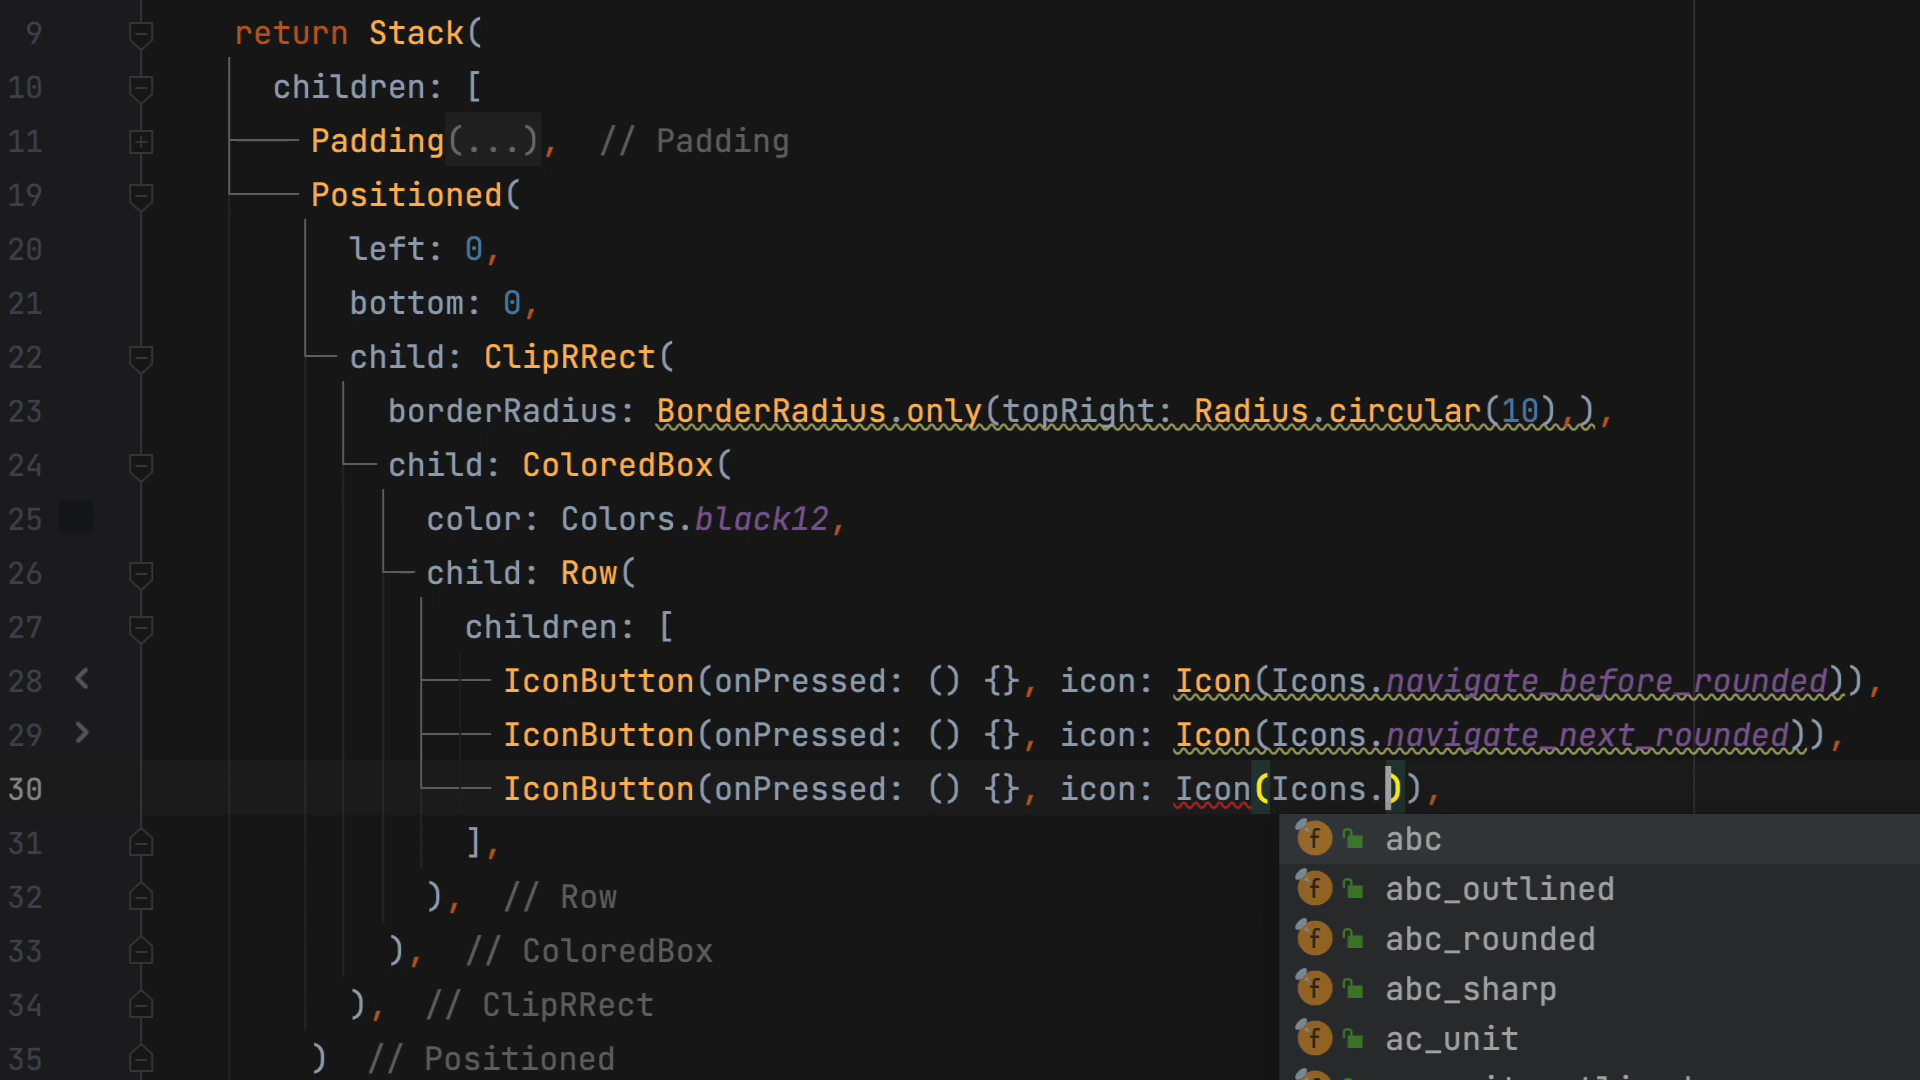 9 return Stack(
10 children: [
11 Padding(...), // Padding
19 Positioned(
20 left: 0,
21 bottom: 0,
22 child: ClipRRect(
23 borderRadius: BorderRadius.only(topRight: Radius.circular(10),),
24 child: ColoredBox(
25 color: Colors.black12,
26 child: Row(
27 children: [
28 IconButton(onPressed: () {}, icon: Icon(Icons.navigate_before_rounded)),
29 IconButton(onPressed: () {}, icon: Icon(Icons.navigate_next_rounded)),
30 IconButton(onPressed: () {}, icon: Icon(Icons.)),
abc
31 ],
abc_outlined
32 ), // Row
abc_rounded
33 ), // ColoredBox
abc_sharp
34 ), // ClipRRect
ac_unit
35 ) // Positioned